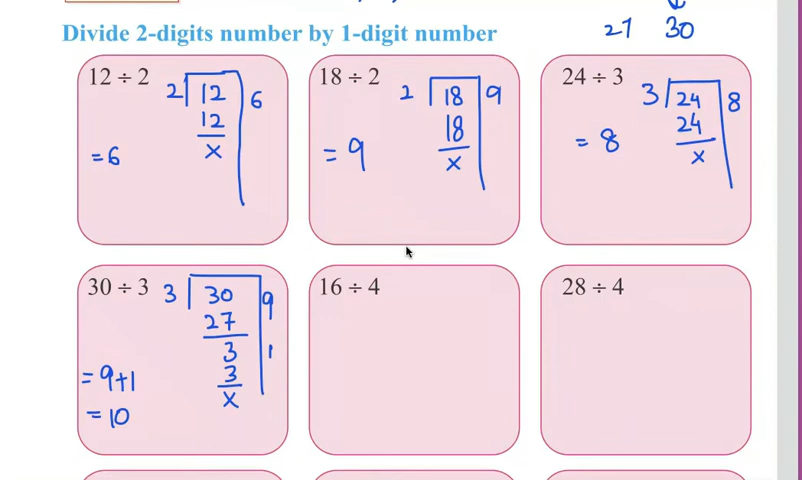 Divide 2-digits number by 1-digit number
27 30
12 ÷ 2
2 12 6
12
x
= 6
18 ÷ 2
2 18 9
18
x
= 9
24 ÷ 3
3 24 8
24
x
= 8
30 ÷ 3
3 30 9
27
3 1
3
x
= 9+1
= 10
16 ÷ 4
28 ÷ 4